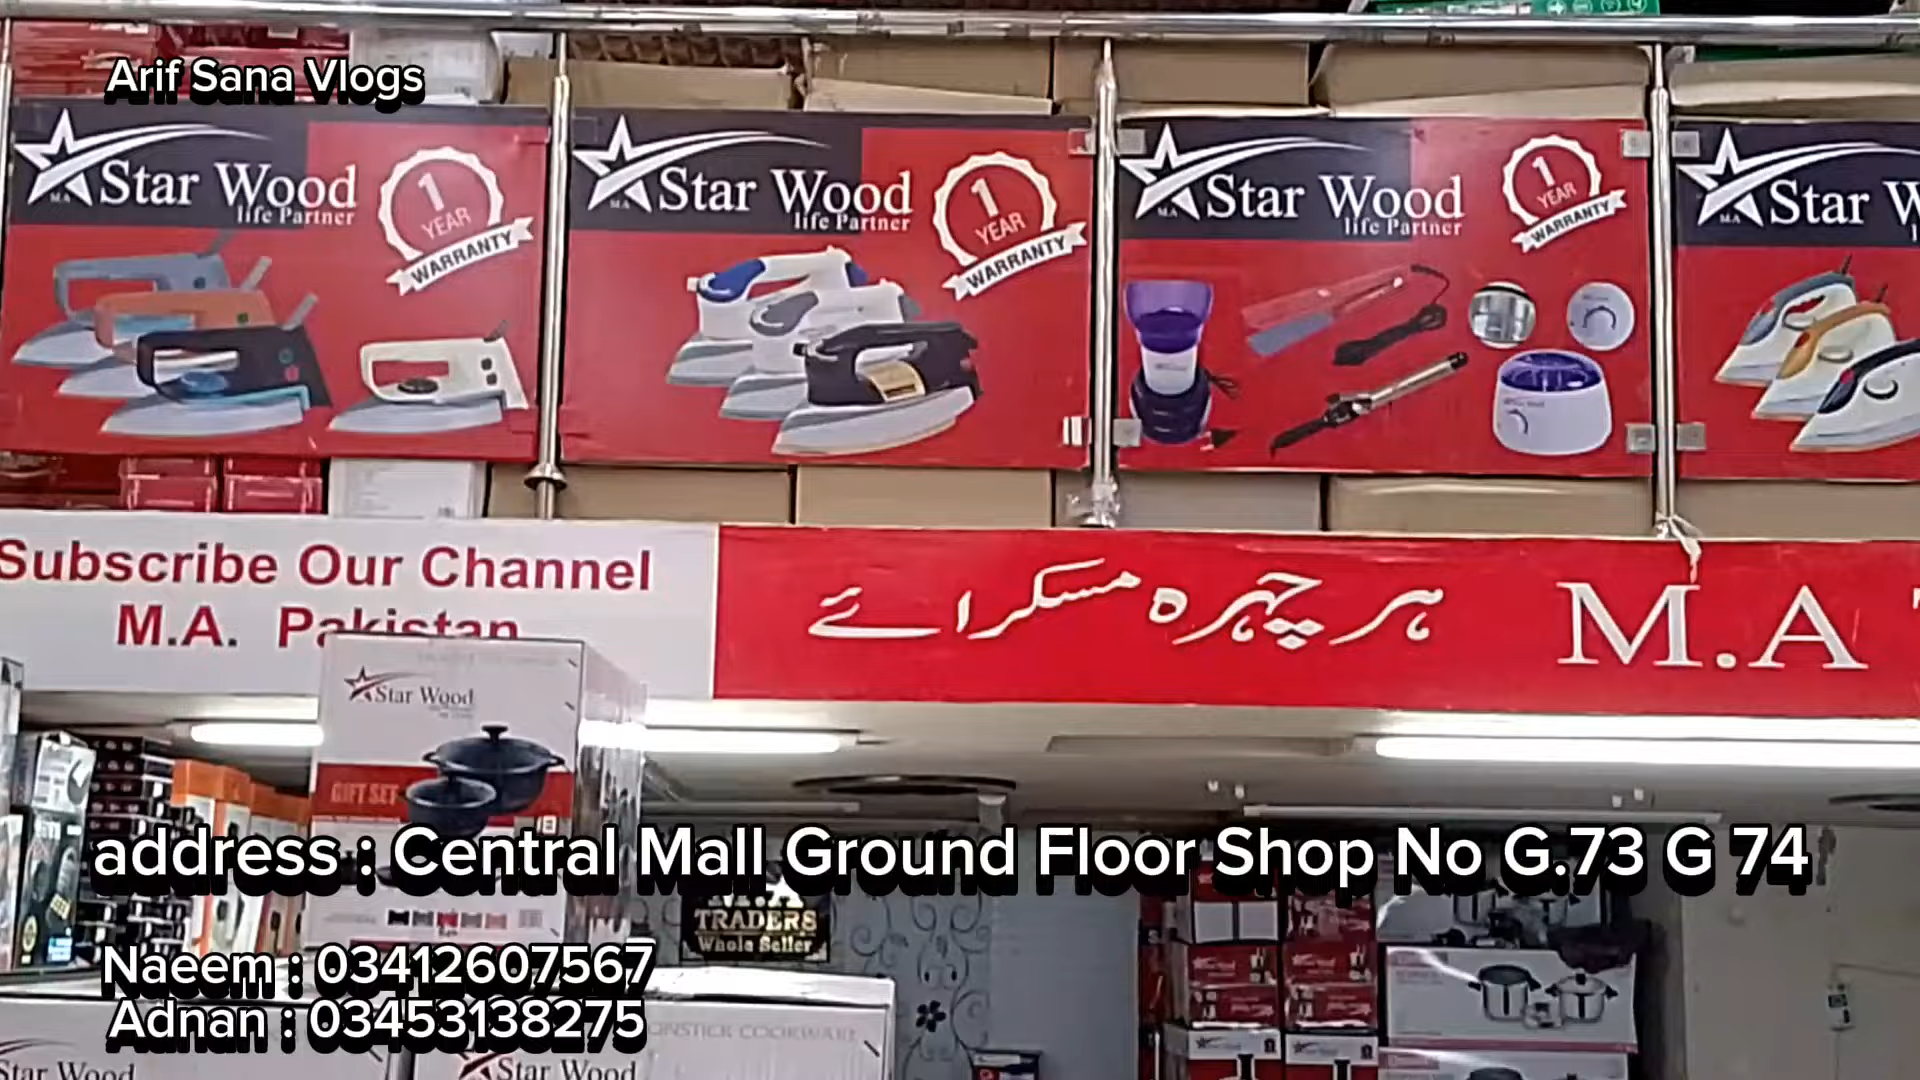 Arif Sana Vlogs
Star Wood
life Partner
M.A
1
YEAR
WARRANTY
Star Wood
life Partner
M.A
1
YEAR
WARRANTY
Star Wood
life Partner
M.A
1
YEAR
WARRANTY
Star W
M.A
Subscribe Our Channel
M.A. Pakistan
ہر چہرہ مسکرائے
M.A
Star Wood
GIFT SET
address : Central Mall Ground Floor Shop No G.73 G 74
M.A
TRADERS
Whole Seller
Naeem : 03412607567
Adnan : 03453138275
NONSTICK COOKWARE
Star Wood
Star Wood